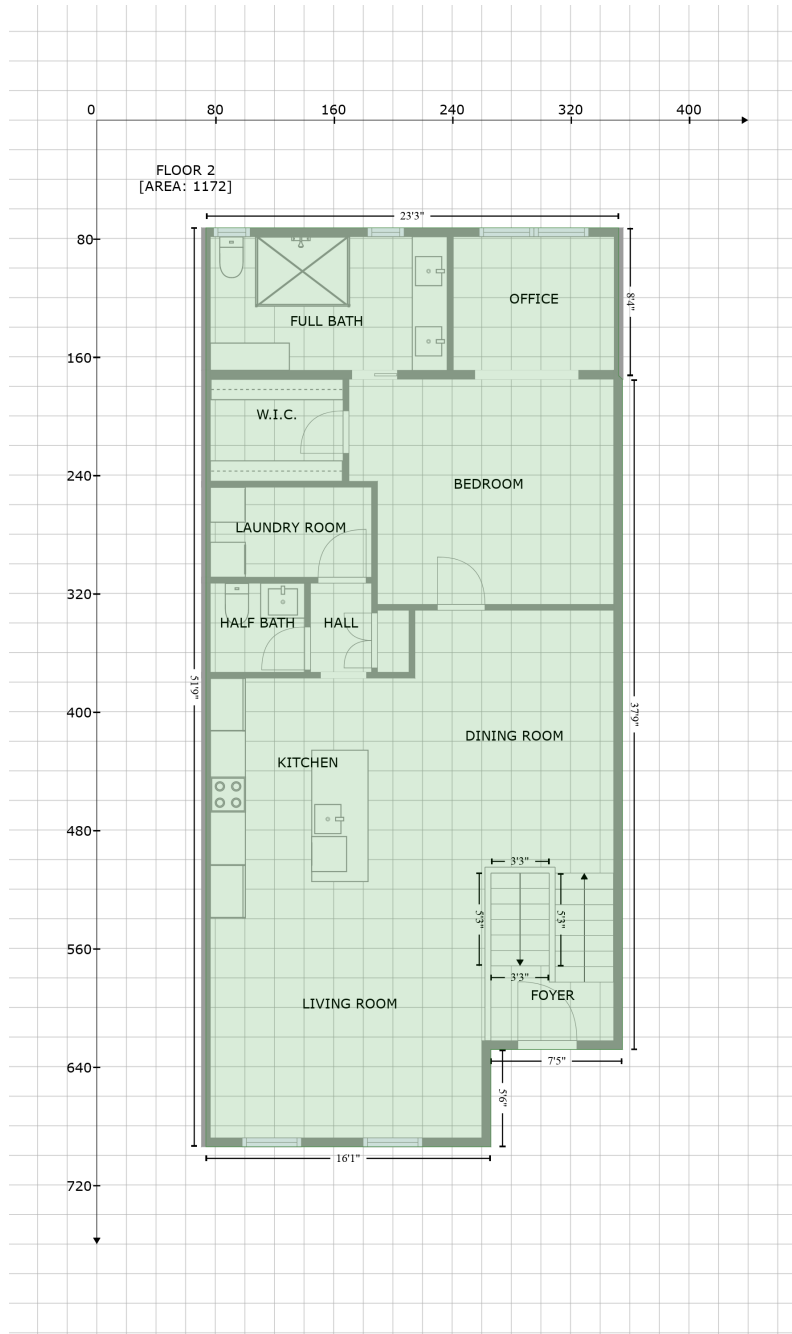 0 80 160 240 320 400
FLOOR 2
[AREA: 1172]
23'3"
80
8'4"
OFFICE
FULL BATH
160
W.I.C.
240
BEDROOM
LAUNDRY ROOM
320
HALF BATH HALL
51'9"
400
37'9"
DINING ROOM
KITCHEN
480
3'3"
5'3" 5'3"
560
3'3"
FOYER
LIVING ROOM
640
7'5"
5'6"
16'1"
720